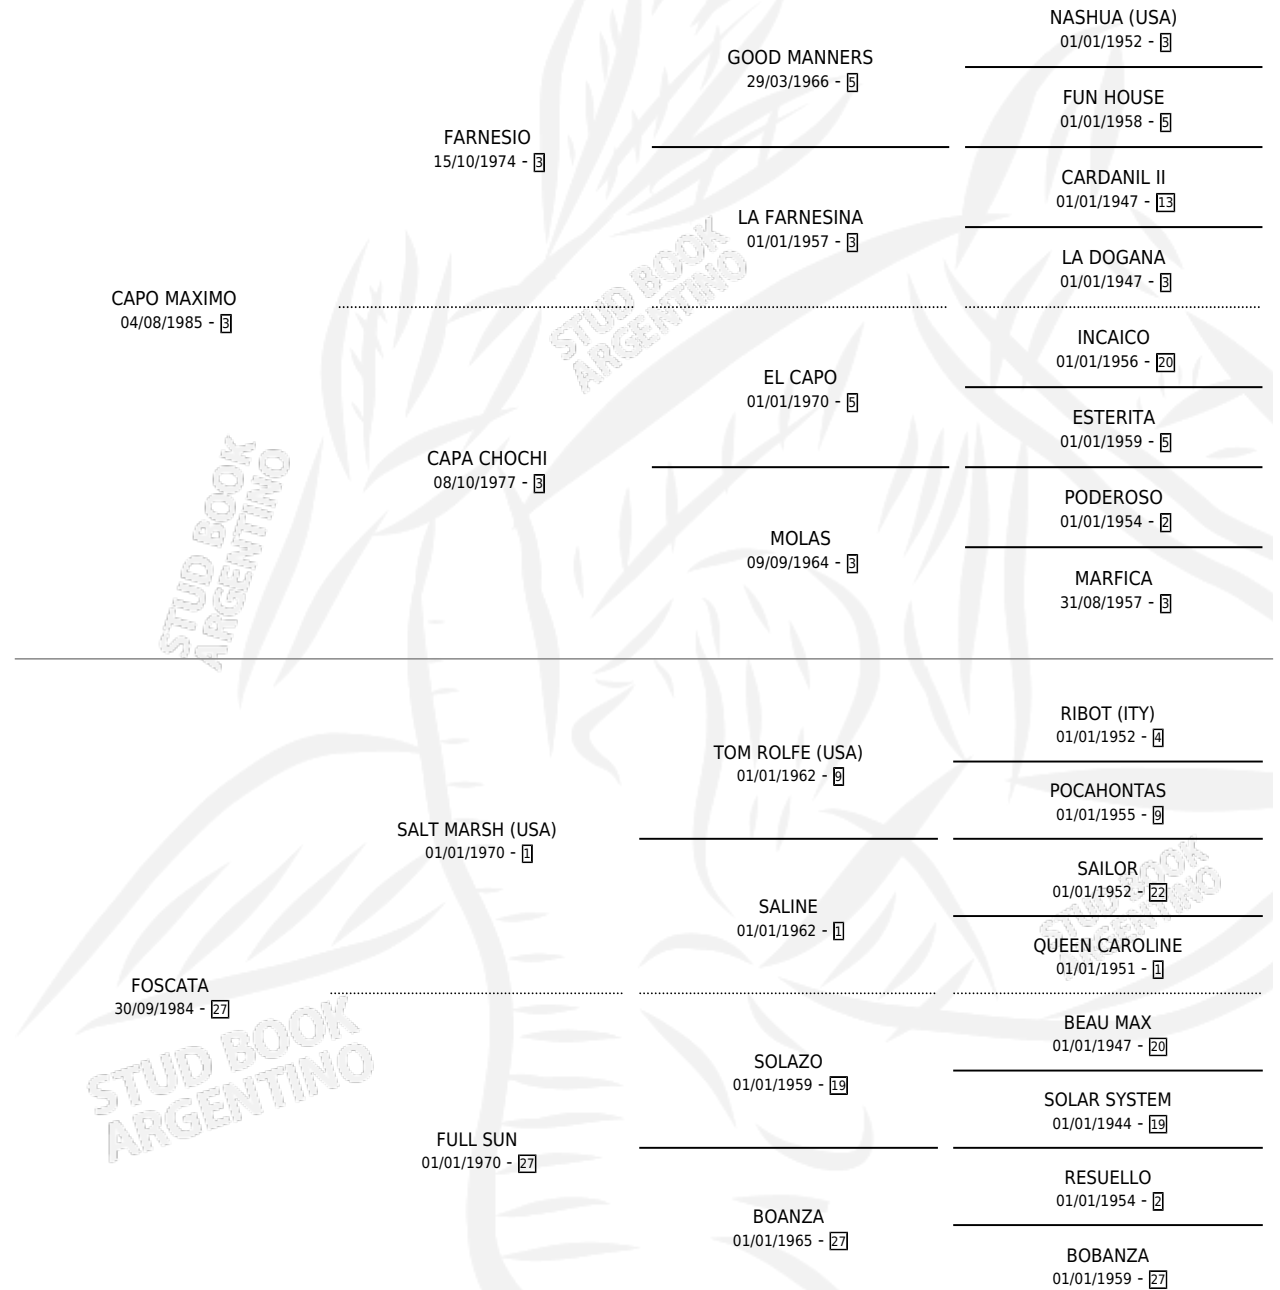 NASHUA (USA)
01/01/1952 - 3
GOOD MANNERS
29/03/1966 - 5
FUN HOUSE
01/01/1958 - 5
FARNESIO
15/10/1974 - 3
CARDANIL II
01/01/1947 - 13
LA FARNESINA
01/01/1957 - 3
LA DOGANA
01/01/1947 - 3
CAPO MAXIMO
04/08/1985 - 3
INCAICO
01/01/1956 - 20
EL CAPO
01/01/1970 - 5
ESTERITA
01/01/1959 - 5
CAPA CHOCHI
08/10/1977 - 3
PODEROSO
01/01/1954 - 2
MOLAS
09/09/1964 - 3
MARFICA
31/08/1957 - 3
RIBOT (ITY)
01/01/1952 - 4
TOM ROLFE (USA)
01/01/1962 - 9
POCAHONTAS
01/01/1955 - 9
SALT MARSH (USA)
01/01/1970 - 1
SAILOR
01/01/1952 - 22
SALINE
01/01/1962 - 1
QUEEN CAROLINE
01/01/1951 - 1
FOSCATA
30/09/1984 - 27
BEAU MAX
01/01/1947 - 20
SOLAZO
01/01/1959 - 19
SOLAR SYSTEM
01/01/1944 - 19
FULL SUN
01/01/1970 - 27
RESUELLO
01/01/1954 - 2
BOANZA
01/01/1965 - 27
BOBANZA
01/01/1959 - 27
STUD BOOK
ARGENTINO
STUD BOOK
ARGENTINO
STUD BOOK
ARGENTINO
STUD BOOK
ARGENTINO